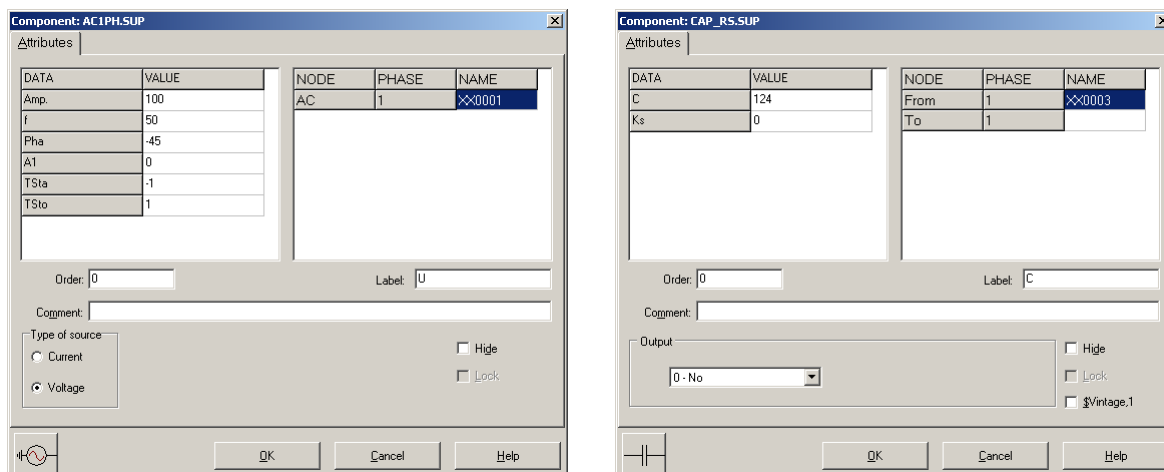 Component: AC1PH.SUP
Attributes
DATA VALUE
Amp. 100
f 50
Pha -45
A1 0
TSta -1
TSto 1
NODE PHASE NAME
AC 1 XX0001
Order: 0
Label: U
Comment:
Type of source
Current
Voltage
Hide
Lock
OK Cancel Help
Component: CAP_RS.SUP
Attributes
DATA VALUE
C 124
Ks 0
NODE PHASE NAME
From 1 XX0003
To 1
Order: 0
Label: C
Comment:
Output
0 - No
Hide
Lock
$Vintage,1
OK Cancel Help